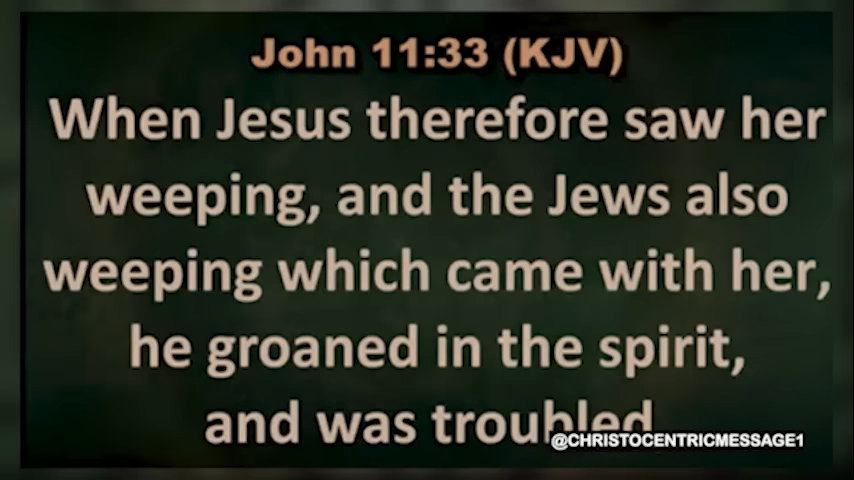 John 11:33 (KJV)
When Jesus therefore saw her
weeping, and the Jews also
weeping which came with her,
he groaned in the spirit,
and was troubled
@CHRISTOCENTRICMESSAGE1